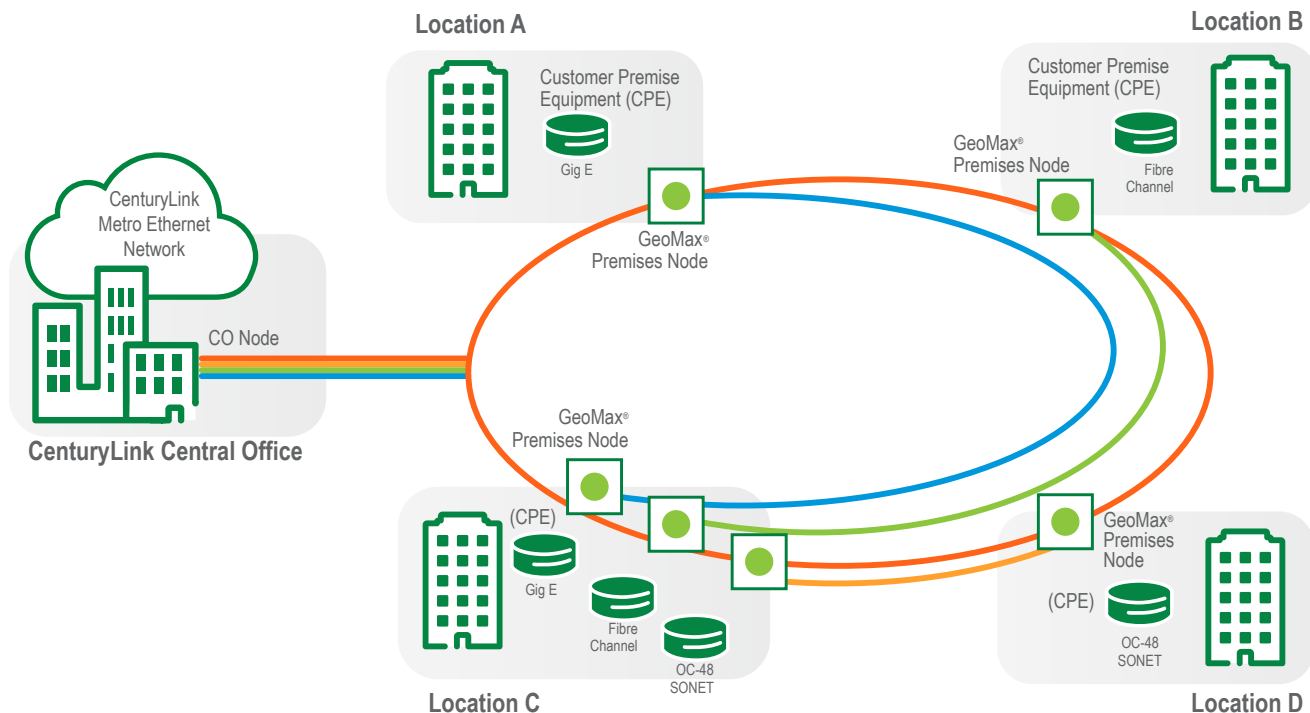 Location A
Customer Premise
Equipment (CPE)
Gig E
GeoMax®
Premises Node
Location B
Customer Premise
Equipment (CPE)
Fibre
Channel
GeoMax®
Premises Node
CenturyLink
Metro Ethernet
Network
CO Node
CenturyLink Central Office
GeoMax®
Premises Node
(CPE)
Gig E
Fibre
Channel
OC-48
SONET
Location C
GeoMax®
Premises
Node
(CPE)
OC-48
SONET
Location D